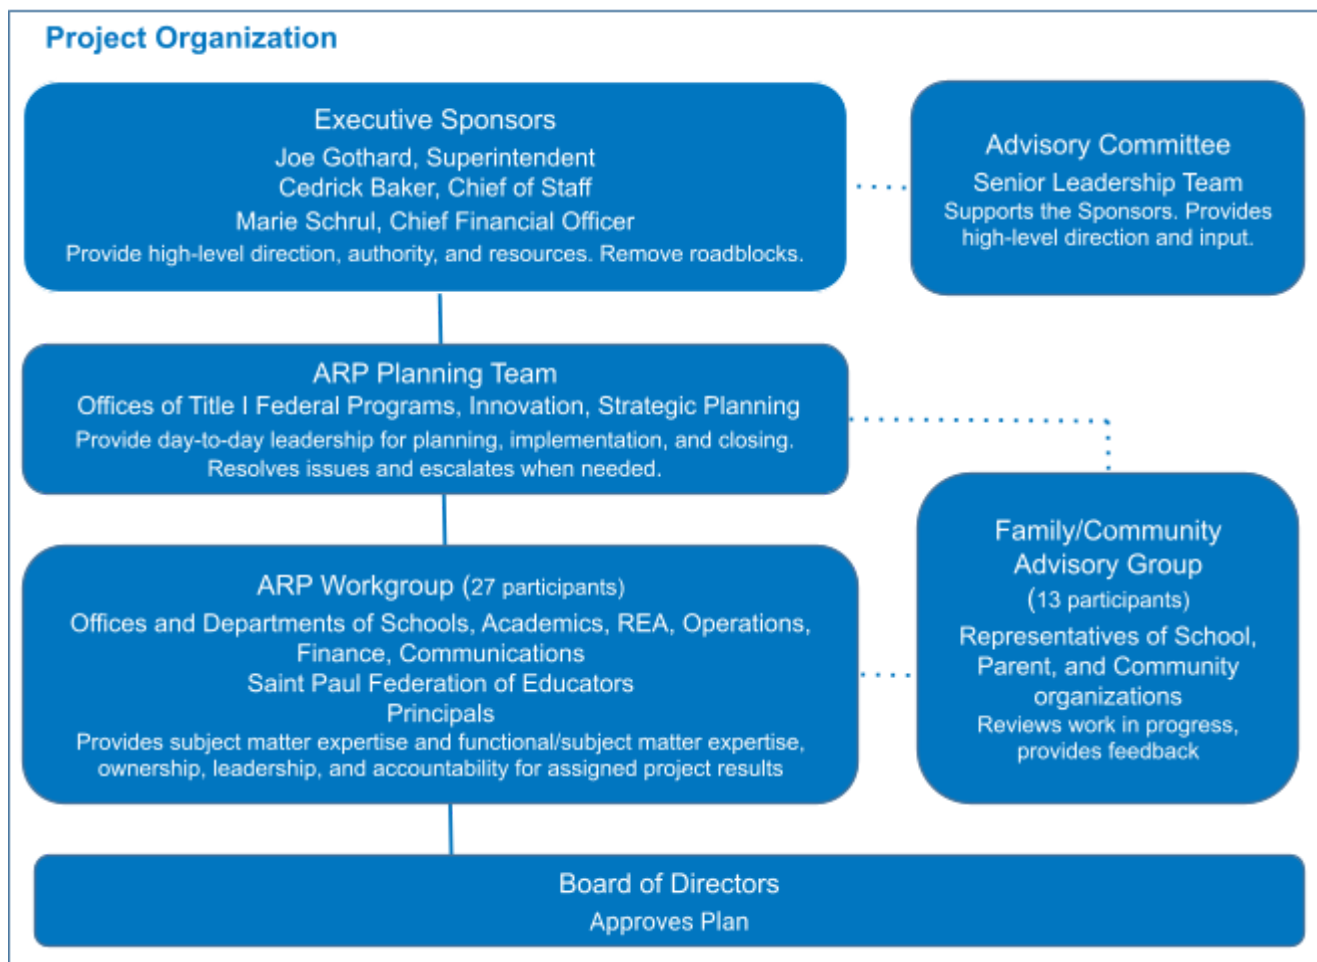 Project Organization
Executive Sponsors
Joe Gothard, Superintendent
Cedrick Baker, Chief of Staff
Marie Schrul, Chief Financial Officer
Provide high-level direction, authority, and resources. Remove roadblocks.
Advisory Committee
Senior Leadership Team
Supports the Sponsors. Provides
high-level direction and input.
ARP Planning Team
Offices of Title I Federal Programs, Innovation, Strategic Planning
Provide day-to-day leadership for planning, implementation, and closing.
Resolves issues and escalates when needed.
ARP Workgroup (27 participants)
Offices and Departments of Schools, Academics, REA, Operations,
Finance, Communications
Saint Paul Federation of Educators
Principals
Provides subject matter expertise and functional/subject matter expertise,
ownership, leadership, and accountability for assigned project results
Family/Community
Advisory Group
(13 participants)
Representatives of School,
Parent, and Community
organizations
Reviews work in progress,
provides feedback
Board of Directors
Approves Plan